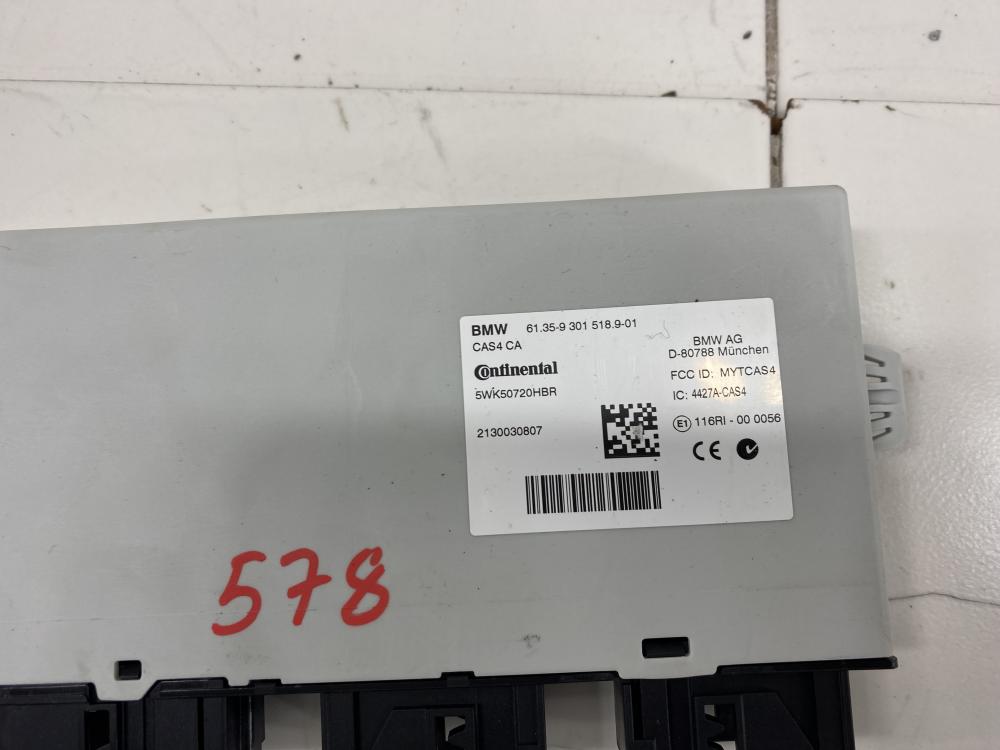 BMW 61.35-9 301 518.9-01
CAS4 CA
Continental
5WK50720HBR
2130030807
BMW AG
D-80788 München
FCC ID: MYTCAS4
IC: 4427A-CAS4
E1 116RI - 00 0056
CE
578